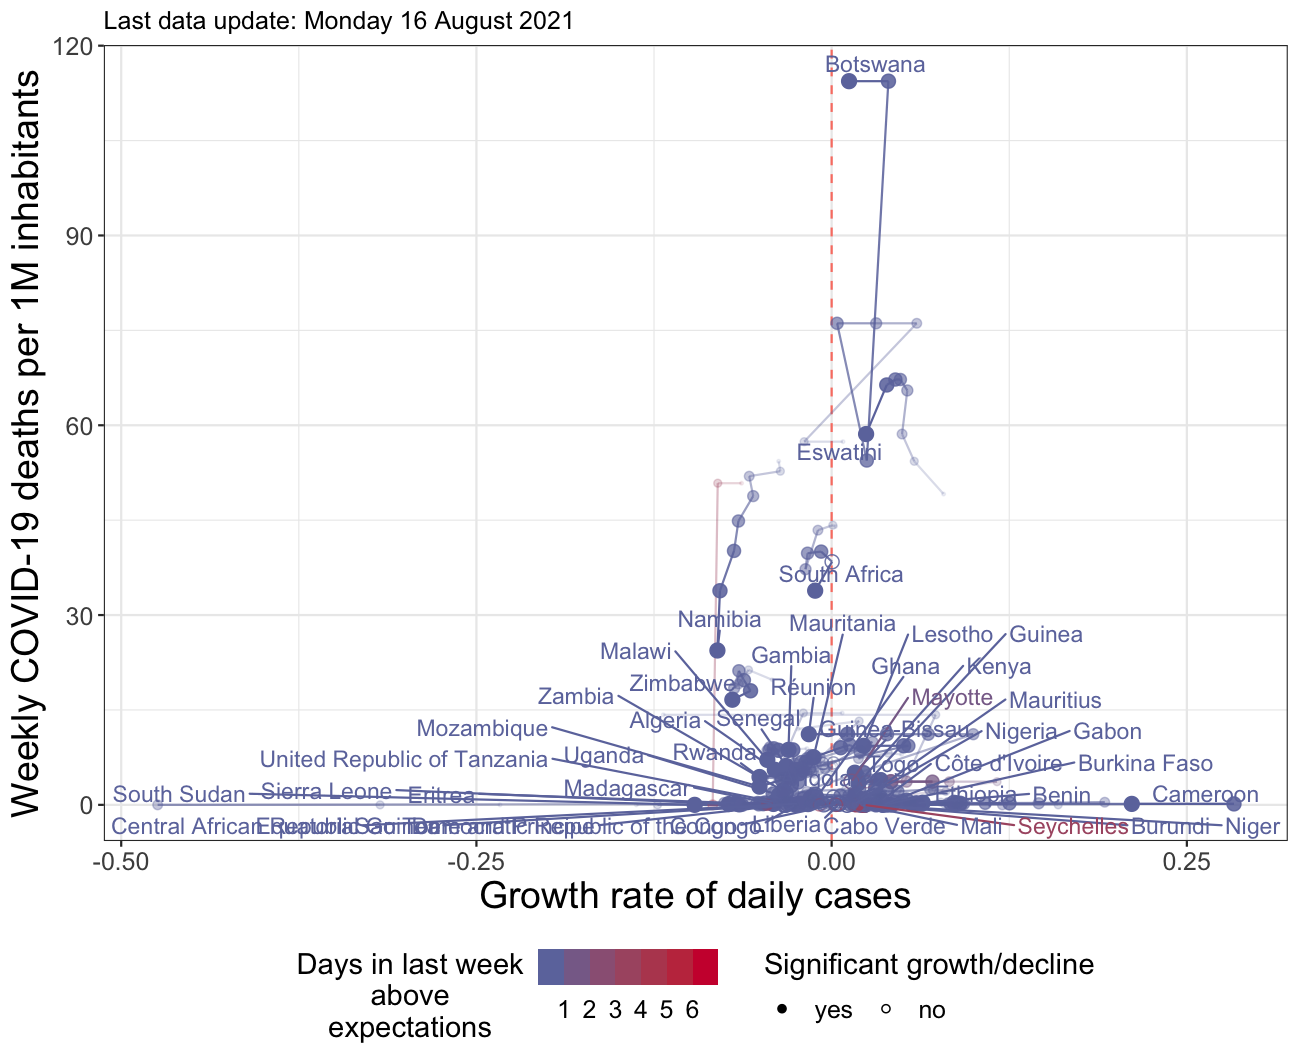 Last data update: Monday 16 August 2021
Weekly COVID-19 deaths per 1M inhabitants
120
90
60
30
0
Botswana
Eswatini
South Africa
Namibia
Mauritania
Lesotho
Guinea
Malawi
Gambia
Ghana
Kenya
Zimbabwe
Réunion
Zambia
Mayotte
Mauritius
Algeria
Senegal
Mozambique
Guinea-Bissau
Nigeria
Gabon
United Republic of Tanzania
Uganda
Rwanda
Togo
Côte d'Ivoire
Burkina Faso
South Sudan
Sierra Leone
Eritrea
Madagascar
Ethiopia
Benin
Cameroon
Central African Republic
Congo
Liberia
Cabo Verde
Mali
Seychelles
Burundi
Niger
-0.50
-0.25
0.00
0.25
Growth rate of daily cases
Days in last week
above
expectations
1 2 3 4 5 6
Significant growth/decline
yes
no